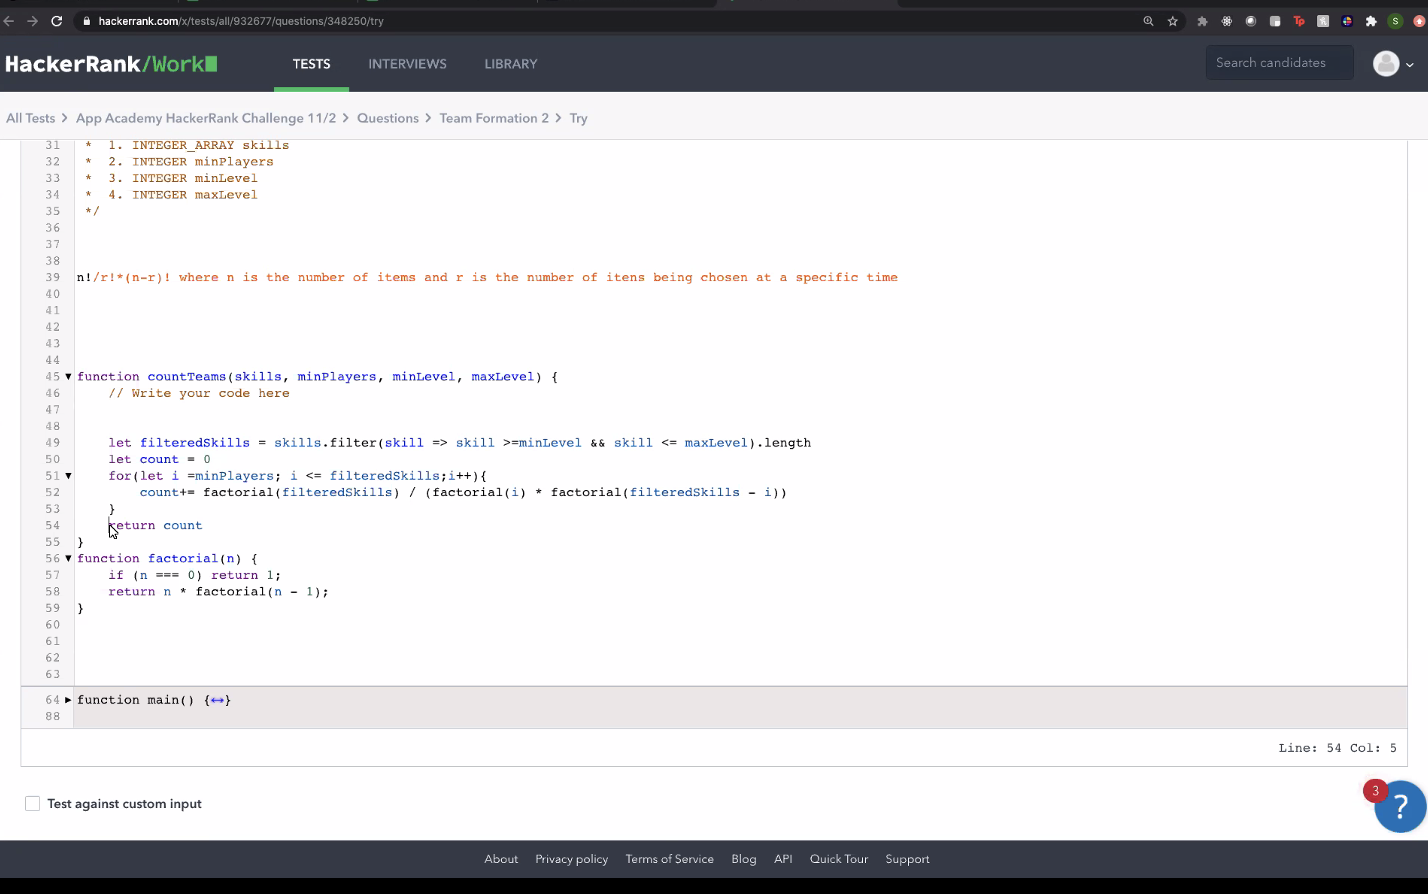 hackerrank.com/x/tests/all/932677/questions/348250/try
Tp
S
HackerRank/Work
TESTS
INTERVIEWS
LIBRARY
Search candidates
All Tests > App Academy HackerRank Challenge 11/2 > Questions > Team Formation 2 > Try
31 * 1. INTEGER_ARRAY skills
32 * 2. INTEGER minPlayers
33 * 3. INTEGER minLevel
34 * 4. INTEGER maxLevel
35 */
36
37
38
39 n!/r!*(n-r)! where n is the number of items and r is the number of itens being chosen at a specific time
40
41
42
43
44
45 function countTeams(skills, minPlayers, minLevel, maxLevel) {
46 // Write your code here
47
48
49 let filteredSkills = skills.filter(skill => skill >=minLevel && skill <= maxLevel).length
50 let count = 0
51 for(let i =minPlayers; i <= filteredSkills;i++){
52 count+= factorial(filteredSkills) / (factorial(i) * factorial(filteredSkills - i))
53 }
54 return count
55 }
56 function factorial(n) {
57 if (n === 0) return 1;
58 return n * factorial(n - 1);
59 }
60
61
62
63
64 function main() {↔}
88
Line: 54 Col: 5
Test against custom input
3
?
About
Privacy policy
Terms of Service
Blog
API
Quick Tour
Support